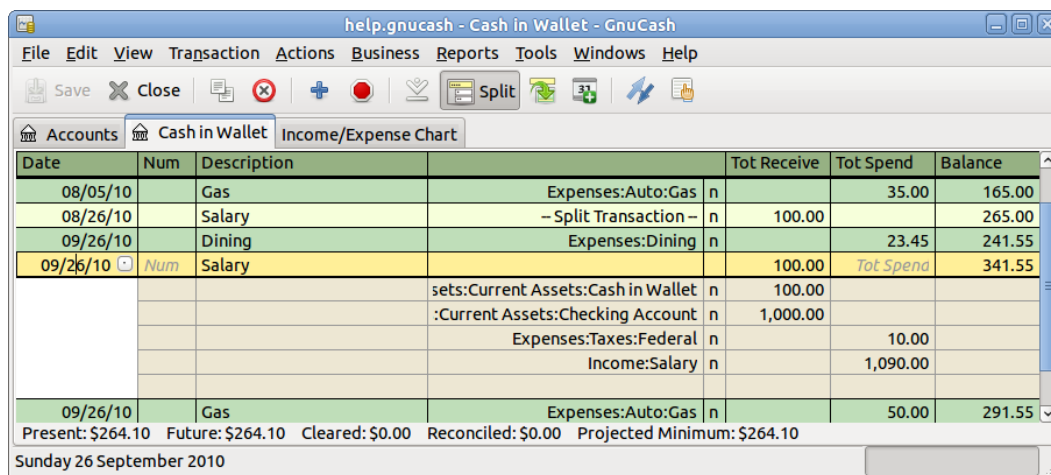 help.gnucash - Cash in Wallet - GnuCash
File Edit View Transaction Actions Business Reports Tools Windows Help
Save Close Split 31
Accounts Cash in Wallet Income/Expense Chart
Date Num Description Tot Receive Tot Spend Balance
08/05/10 Gas Expenses:Auto:Gas n 35.00 165.00
08/26/10 Salary -- Split Transaction -- n 100.00 265.00
09/26/10 Dining Expenses:Dining n 23.45 241.55
09/26/10 Num Salary 100.00 Tot Spend 341.55
sets:Current Assets:Cash in Wallet n 100.00
:Current Assets:Checking Account n 1,000.00
Expenses:Taxes:Federal n 10.00
Income:Salary n 1,090.00
09/26/10 Gas Expenses:Auto:Gas n 50.00 291.55
Present: $264.10 Future: $264.10 Cleared: $0.00 Reconciled: $0.00 Projected Minimum: $264.10
Sunday 26 September 2010